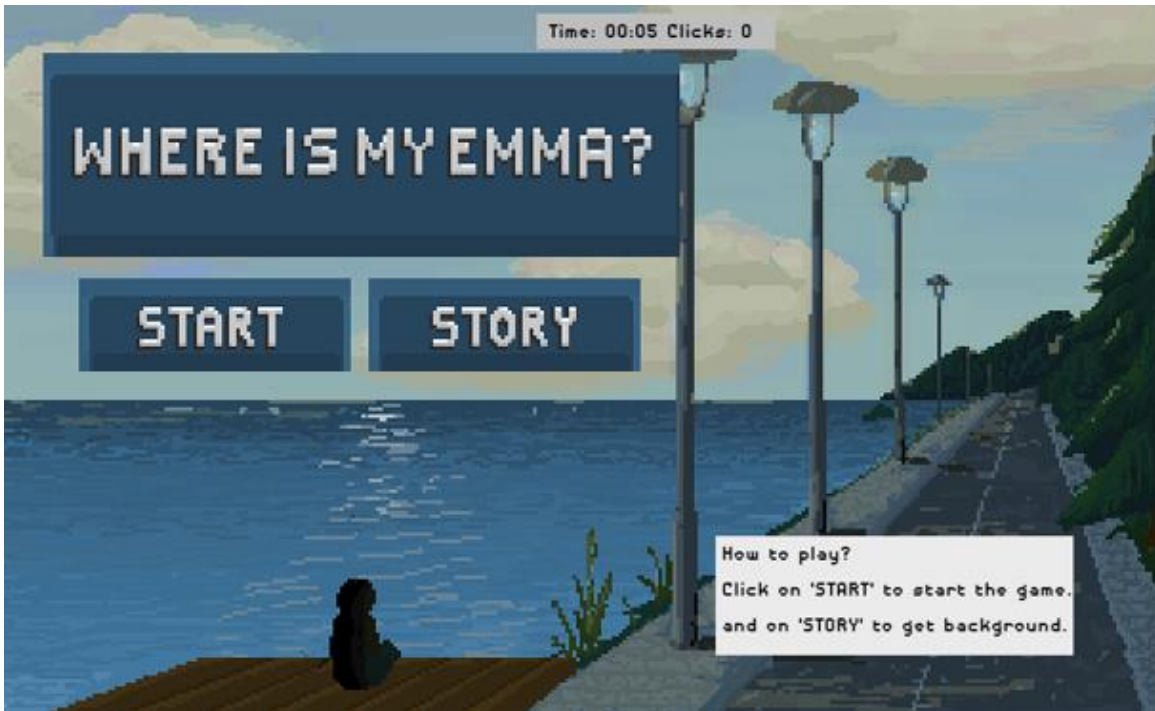 Time: 00:05 Clicks: 0
WHERE IS MY EMMA?
START
STORY
How to play?
Click on 'START' to start the game.
and on 'STORY' to get background.